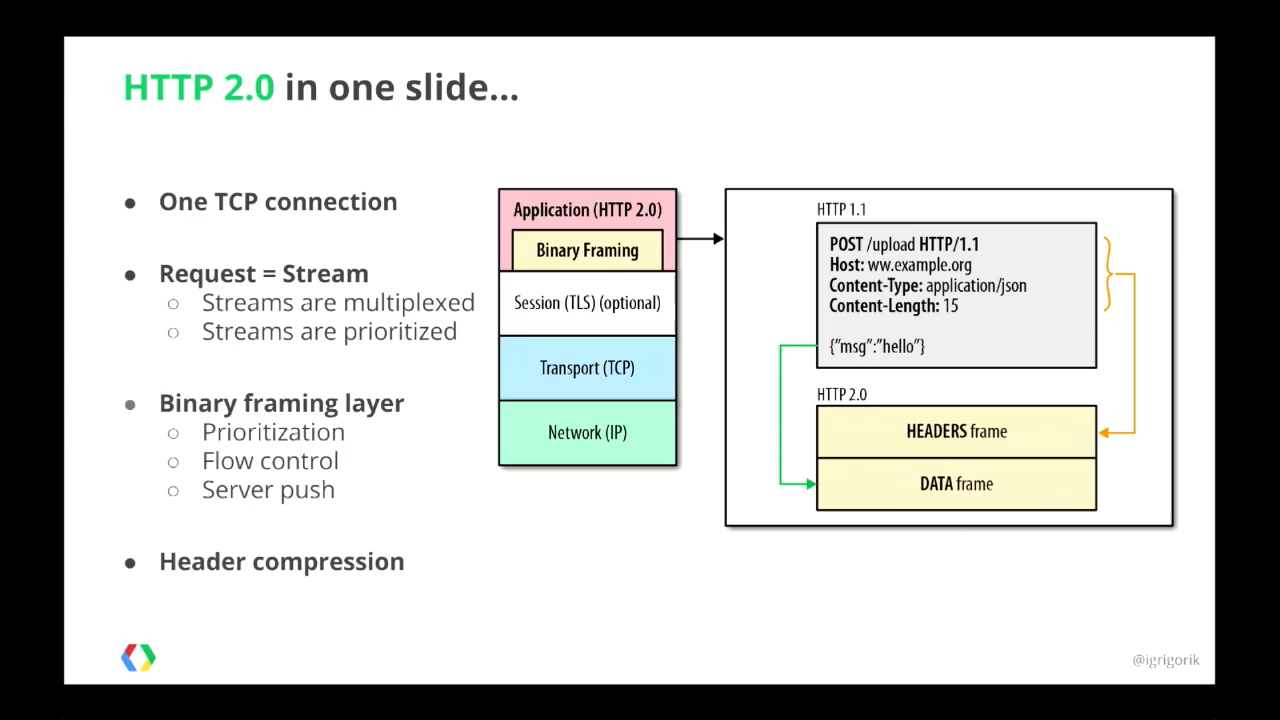 HTTP 2.0 in one slide...
● One TCP connection
● Request = Stream
○ Streams are multiplexed
○ Streams are prioritized
● Binary framing layer
○ Prioritization
○ Flow control
○ Server push
● Header compression
Application (HTTP 2.0)
Binary Framing
Session (TLS) (optional)
Transport (TCP)
Network (IP)
HTTP 1.1
POST /upload HTTP/1.1
Host: ww.example.org
Content-Type: application/json
Content-Length: 15
{"msg":"hello"}
HTTP 2.0
HEADERS frame
DATA frame
@igrigorik